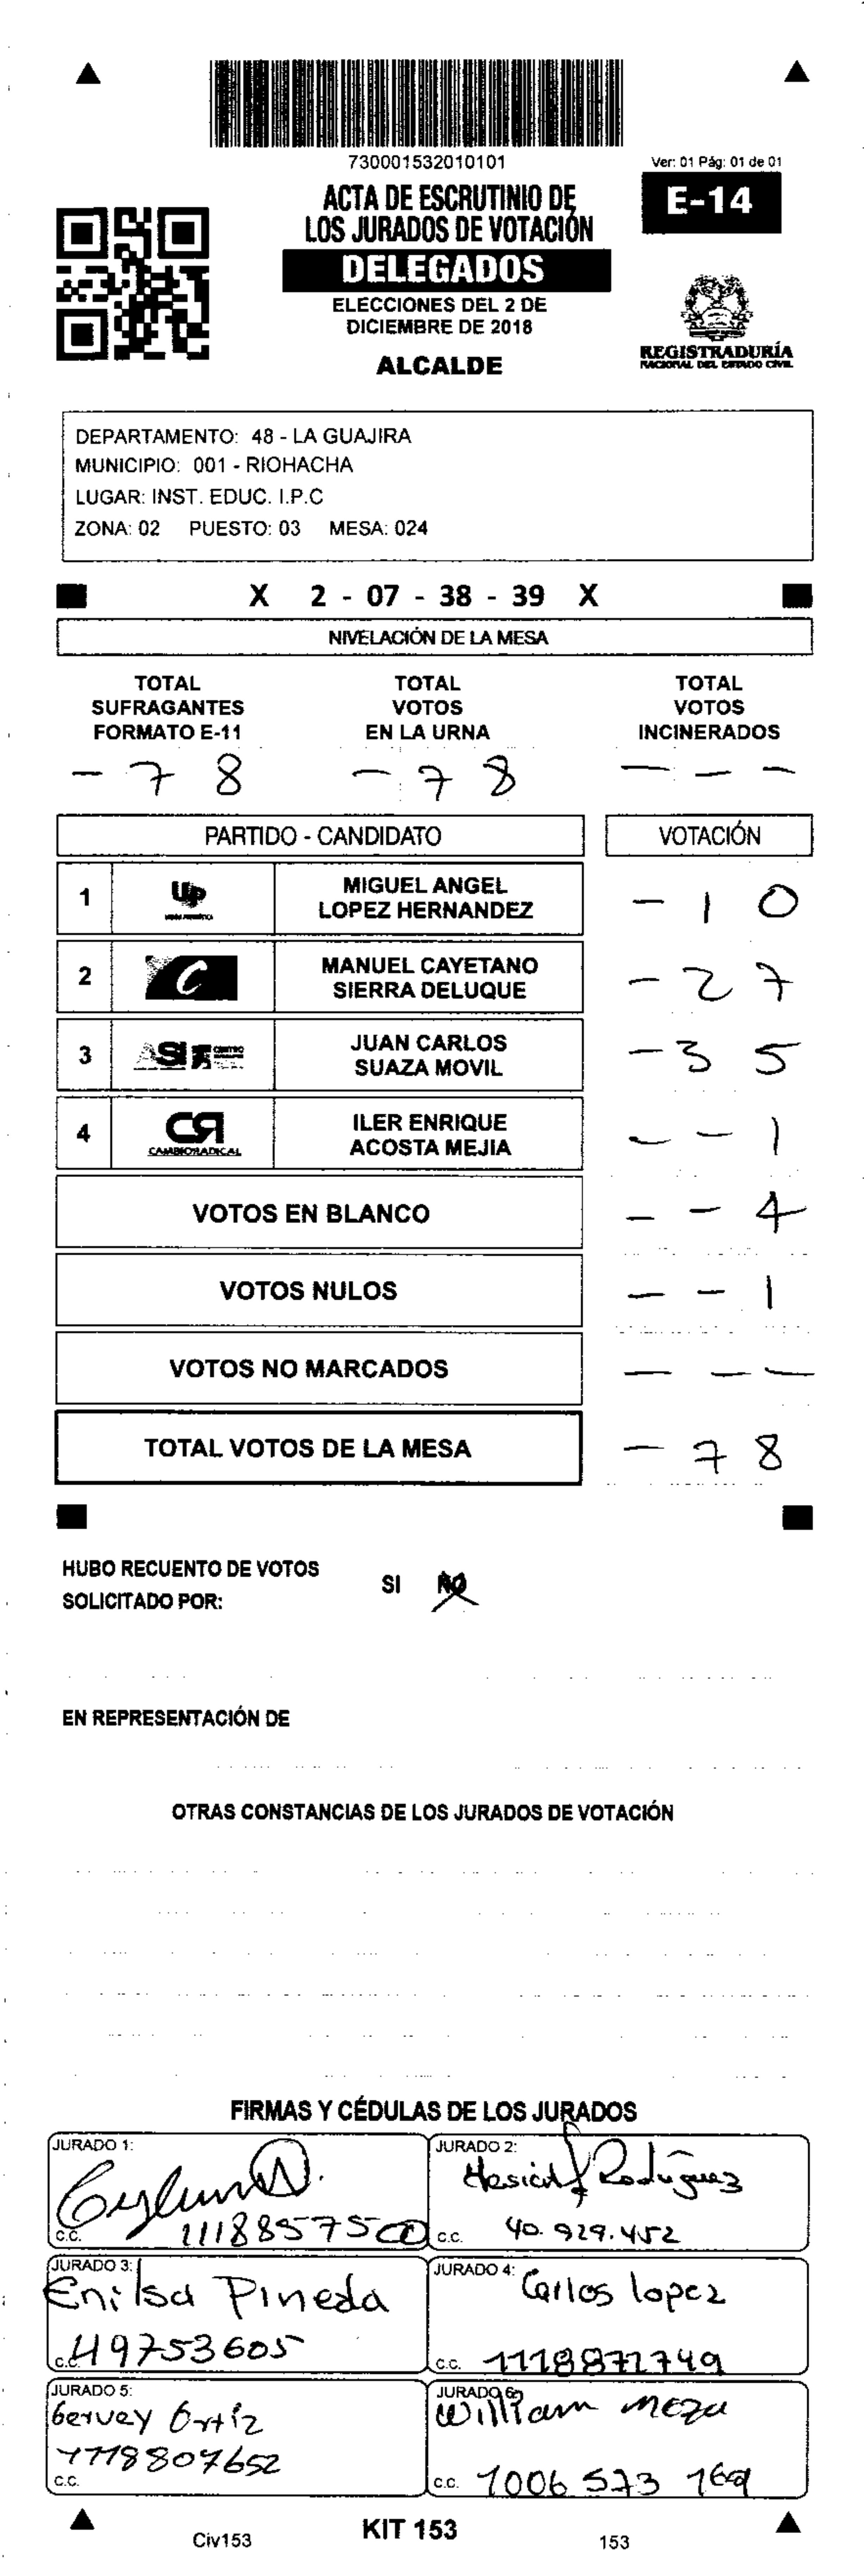 730001532010101
Ver: 01 Pág: 01 de 01
ACTA DE ESCRUTINIO DE
LOS JURADOS DE VOTACIÓN
E-14
DELEGADOS
ELECCIONES DEL 2 DE
DICIEMBRE DE 2018
ALCALDE
REGISTRADURÍA
NACIONAL DEL ESTADO CIVIL
DEPARTAMENTO: 48 - LA GUAJIRA
MUNICIPIO: 001 - RIOHACHA
LUGAR: INST. EDUC. I.P.C
ZONA: 02 PUESTO: 03 MESA: 024
X 2 - 07 - 38 - 39 X
NIVELACIÓN DE LA MESA
TOTAL SUFRAGANTES FORMATO E-11
TOTAL VOTOS EN LA URNA
TOTAL VOTOS INCINERADOS
- 7 8
- 7 8
- - -
PARTIDO - CANDIDATO VOTACIÓN
1 UP MIGUEL ANGEL LOPEZ HERNANDEZ - 1 0
2 C MANUEL CAYETANO SIERRA DELUQUE - 2 7
3 ASI JUAN CARLOS SUAZA MOVIL - 3 5
4 CR CAMBIO RADICAL ILER ENRIQUE ACOSTA MEJIA - - 1
VOTOS EN BLANCO - - 4
VOTOS NULOS - - 1
VOTOS NO MARCADOS - - -
TOTAL VOTOS DE LA MESA - 7 8
HUBO RECUENTO DE VOTOS SI NO
SOLICITADO POR:
EN REPRESENTACIÓN DE
OTRAS CONSTANCIAS DE LOS JURADOS DE VOTACIÓN
FIRMAS Y CÉDULAS DE LOS JURADOS
JURADO 1:
c.c. 111885750
JURADO 2:
Rodríguez
c.c. 40.929.452
JURADO 3:
Enilsa Pineda
c.c. 49753605
JURADO 4:
Carlos lopez
c.c. 1118872749
JURADO 5:
Gervey Ortiz
1118807652
c.c.
JURADO 6:
William meza
c.c. 1006 573
Civ153
KIT 153
153